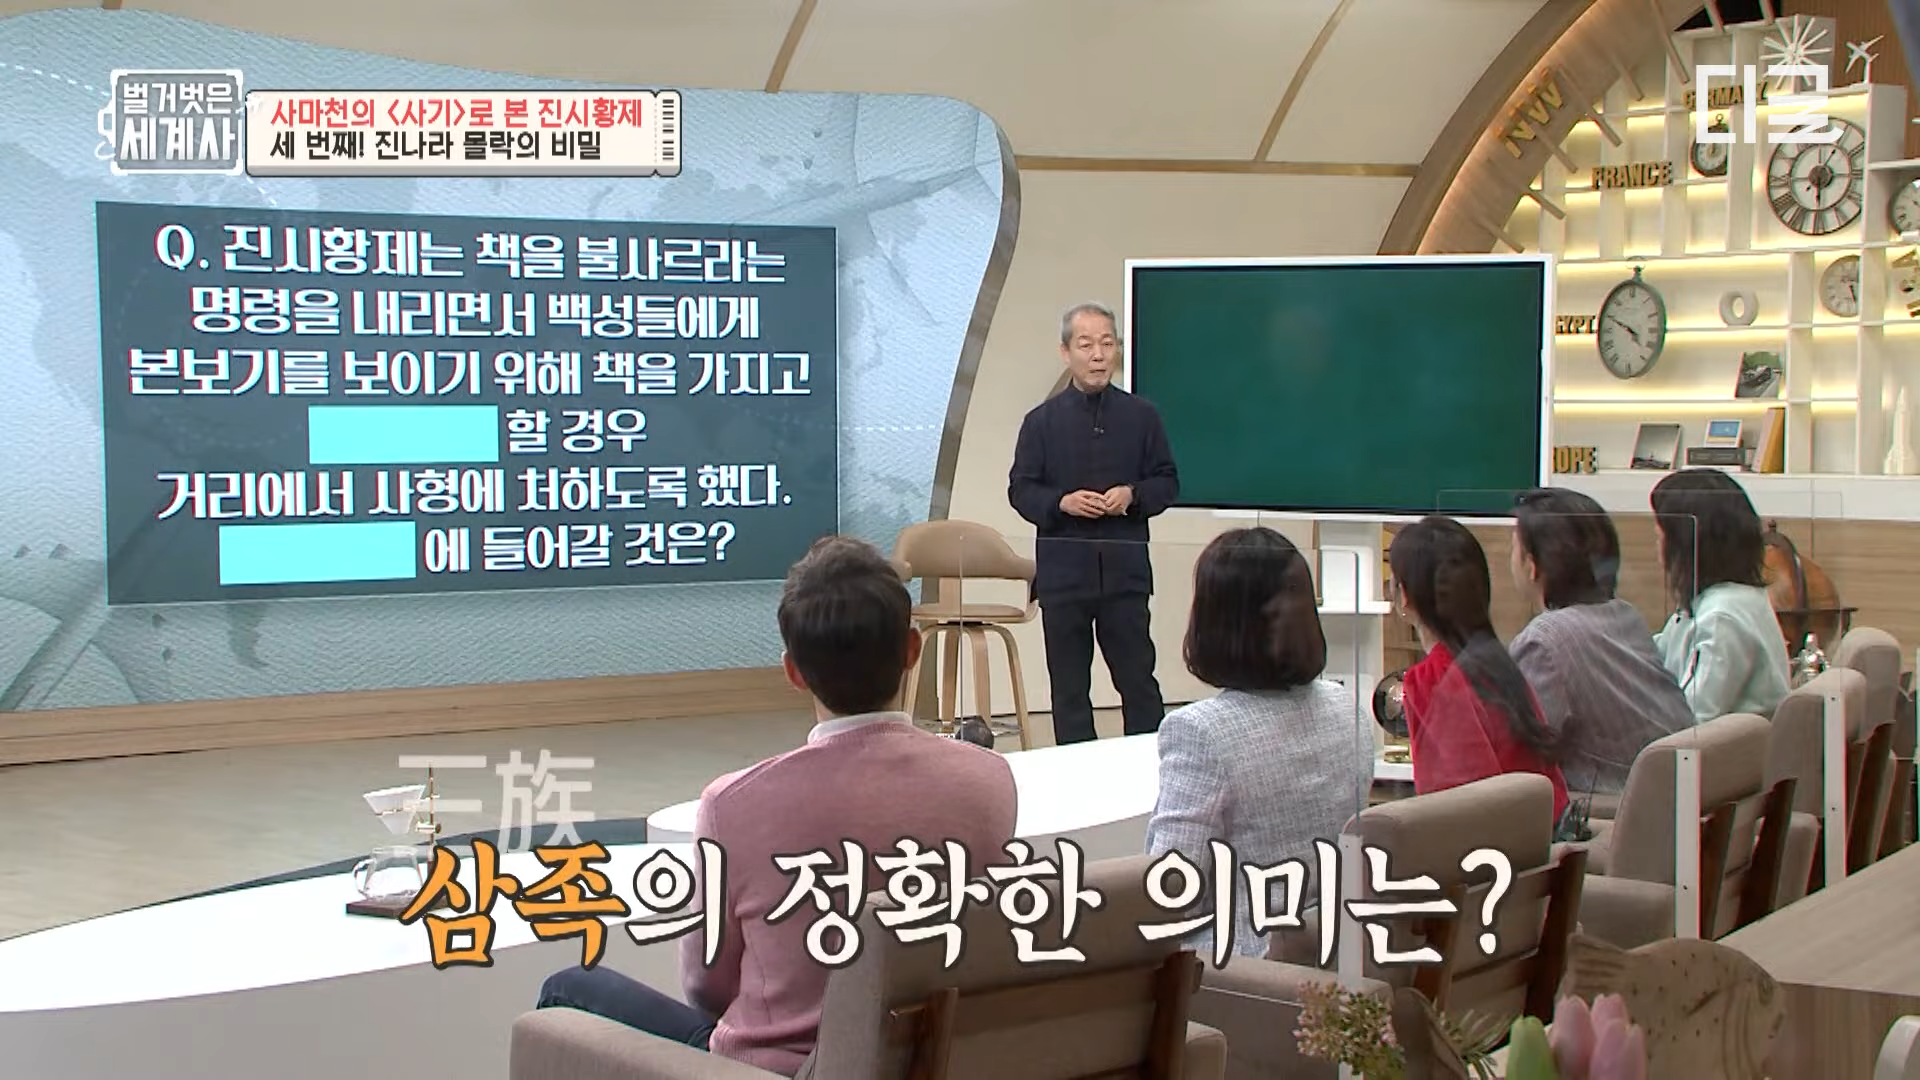 벌거벗은
세계사
사마천의 <사기>로 본 진시황제
세 번째! 진나라 몰락의 비밀
디글
Q. 진시황제는 책을 불사르라는
명령을 내리면서 백성들에게
본보기를 보이기 위해 책을 가지고
할 경우
거리에서 사형에 처하도록 했다.
에 들어갈 것은?
GERMANY
FRANCE
EGYPT
三族
삼족의 정확한 의미는?